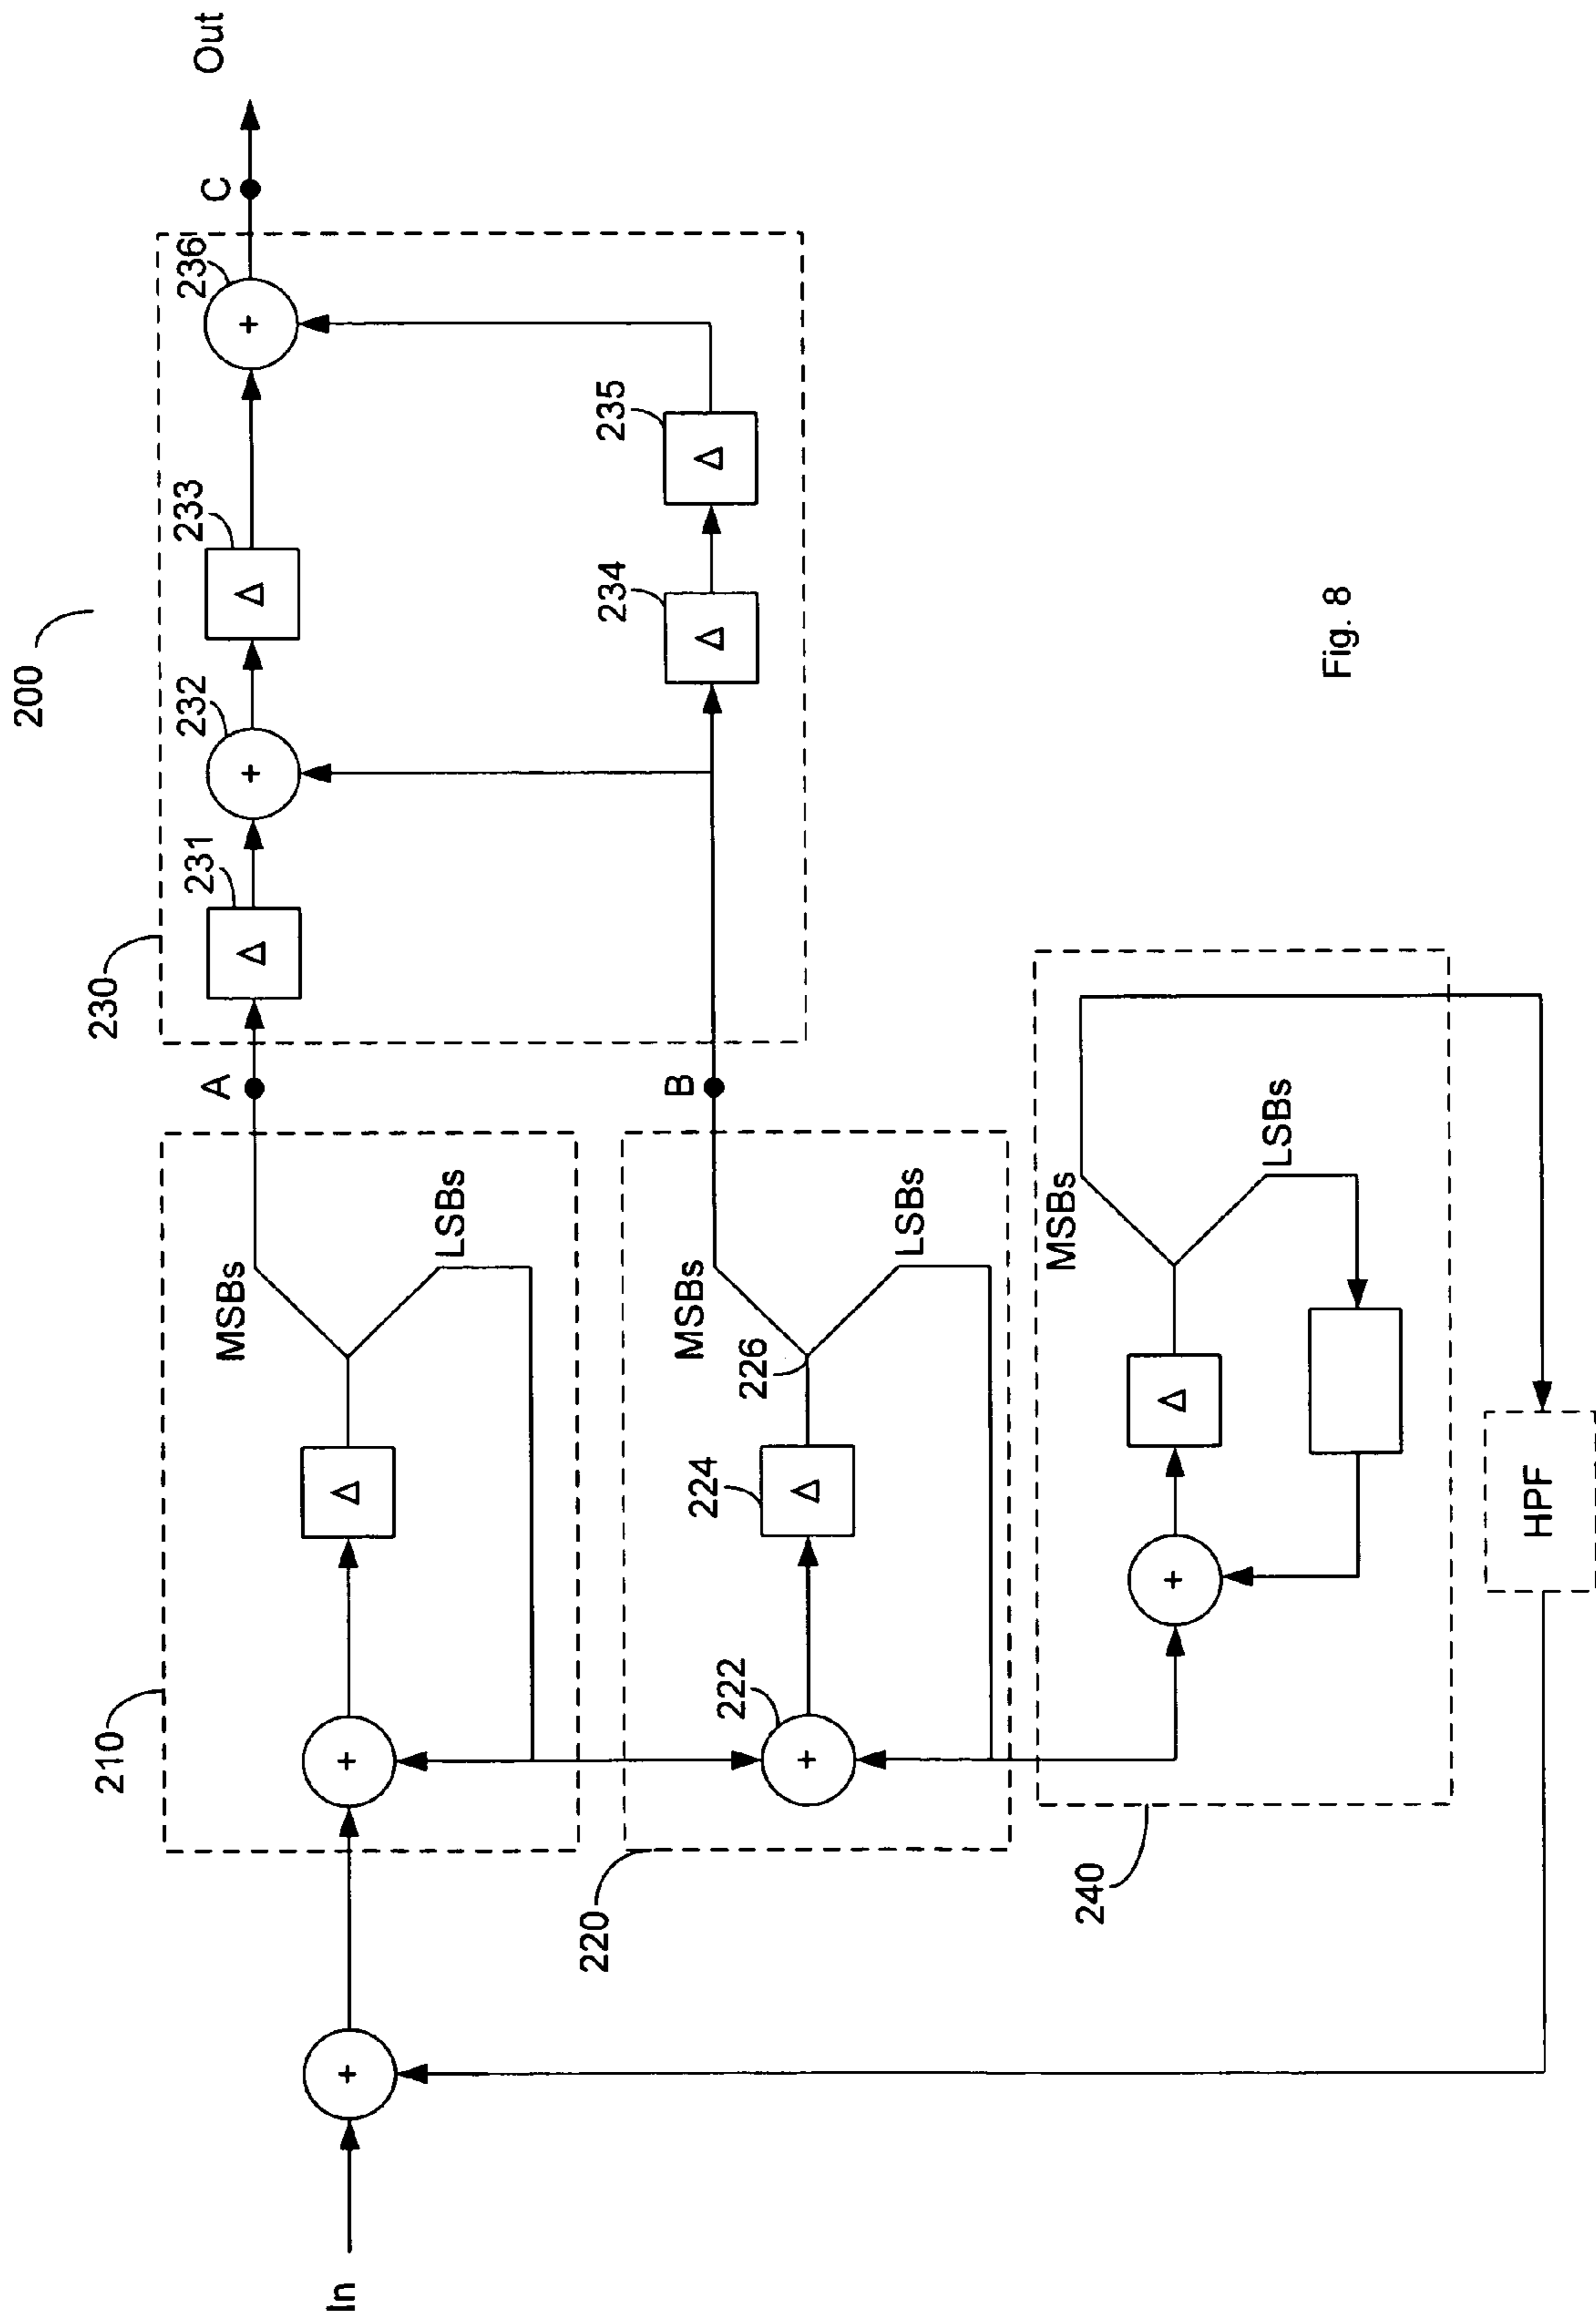 200
230
231
232
233
236
A
C
Out
234
235
B
210
MSBs
Δ
LSBs
+
220
222
224
226
MSBs
Δ
LSBs
+
240
MSBs
Δ
LSBs
+
HPF
In
+
Δ
+
Δ
+
Δ
Δ
Fig. 8